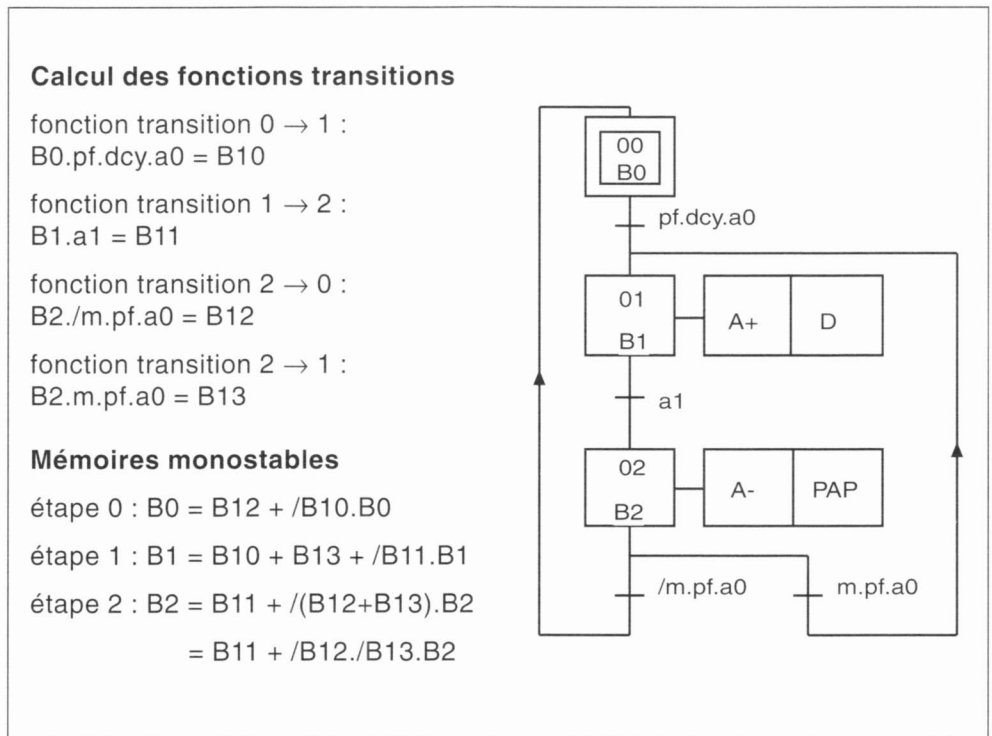 Calcul des fonctions transitions
fonction transition 0 → 1 :
B0.pf.dcy.a0 = B10
fonction transition 1 → 2 :
B1.a1 = B11
fonction transition 2 → 0 :
B2./m.pf.a0 = B12
fonction transition 2 → 1 :
B2.m.pf.a0 = B13
Mémoires monostables
étape 0 : B0 = B12 + /B10.B0
étape 1 : B1 = B10 + B13 + /B11.B1
étape 2 : B2 = B11 + /(B12+B13).B2
= B11 + /B12./B13.B2
00
B0
pf.dcy.a0
01
B1
A+
D
a1
02
B2
A-
PAP
/m.pf.a0
m.pf.a0